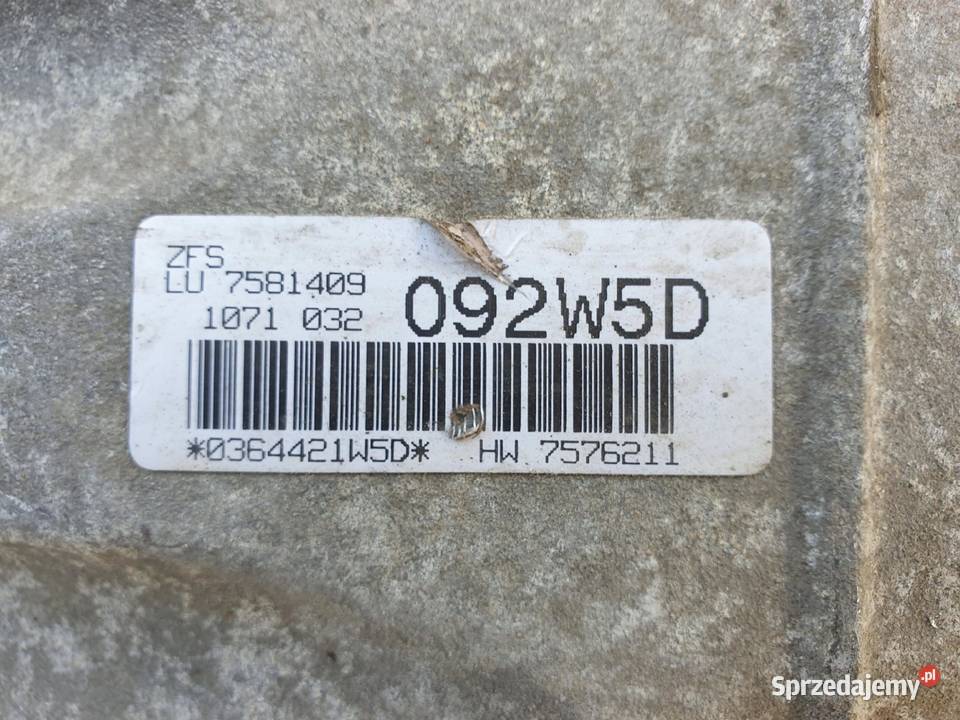 ZFS
LU 7581409
1071 032
092W5D
*0364421W5D* HW 7576211
Sprzedajemy.pl